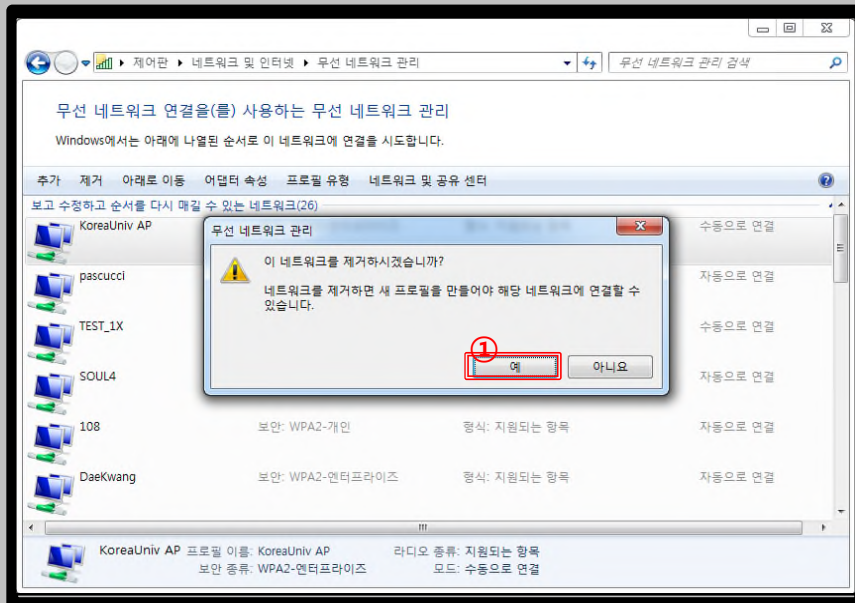 제어판 ▸ 네트워크 및 인터넷 ▸ 무선 네트워크 관리
무선 네트워크 관리 검색
무선 네트워크 연결을(를) 사용하는 무선 네트워크 관리
Windows에서는 아래에 나열된 순서로 이 네트워크에 연결을 시도합니다.
추가 제거 아래로 이동 어댑터 속성 프로필 유형 네트워크 및 공유 센터
보고 수정하고 순서를 다시 매길 수 있는 네트워크(26)
KoreaUniv AP 수동으로 연결
무선 네트워크 관리
이 네트워크를 제거하시겠습니까?
네트워크를 제거하면 새 프로필을 만들어야 해당 네트워크에 연결할 수
있습니다.
①
예 아니요
pascucci 자동으로 연결
TEST_1X 수동으로 연결
SOUL4 자동으로 연결
108 보안: WPA2-개인 형식: 지원되는 항목 자동으로 연결
DaeKwang 보안: WPA2-엔터프라이즈 형식: 지원되는 항목 자동으로 연결
KoreaUniv AP 프로필 이름: KoreaUniv AP 라디오 종류: 지원되는 항목
보안 종류: WPA2-엔터프라이즈 모드: 수동으로 연결